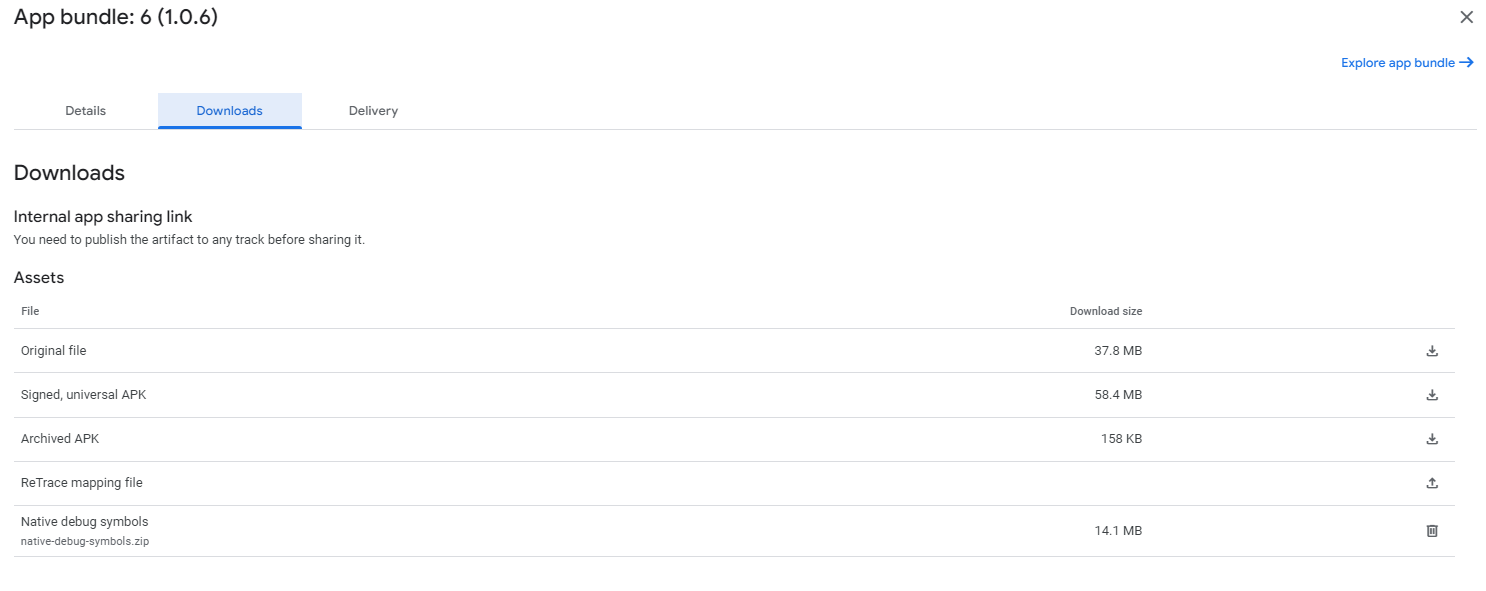 App bundle: 6 (1.0.6)
Explore app bundle
Details Downloads Delivery
Downloads
Internal app sharing link
You need to publish the artifact to any track before sharing it.
Assets
File Download size
Original file 37.8 MB
Signed, universal APK 58.4 MB
Archived APK 158 KB
ReTrace mapping file
Native debug symbols 14.1 MB
native-debug-symbols.zip